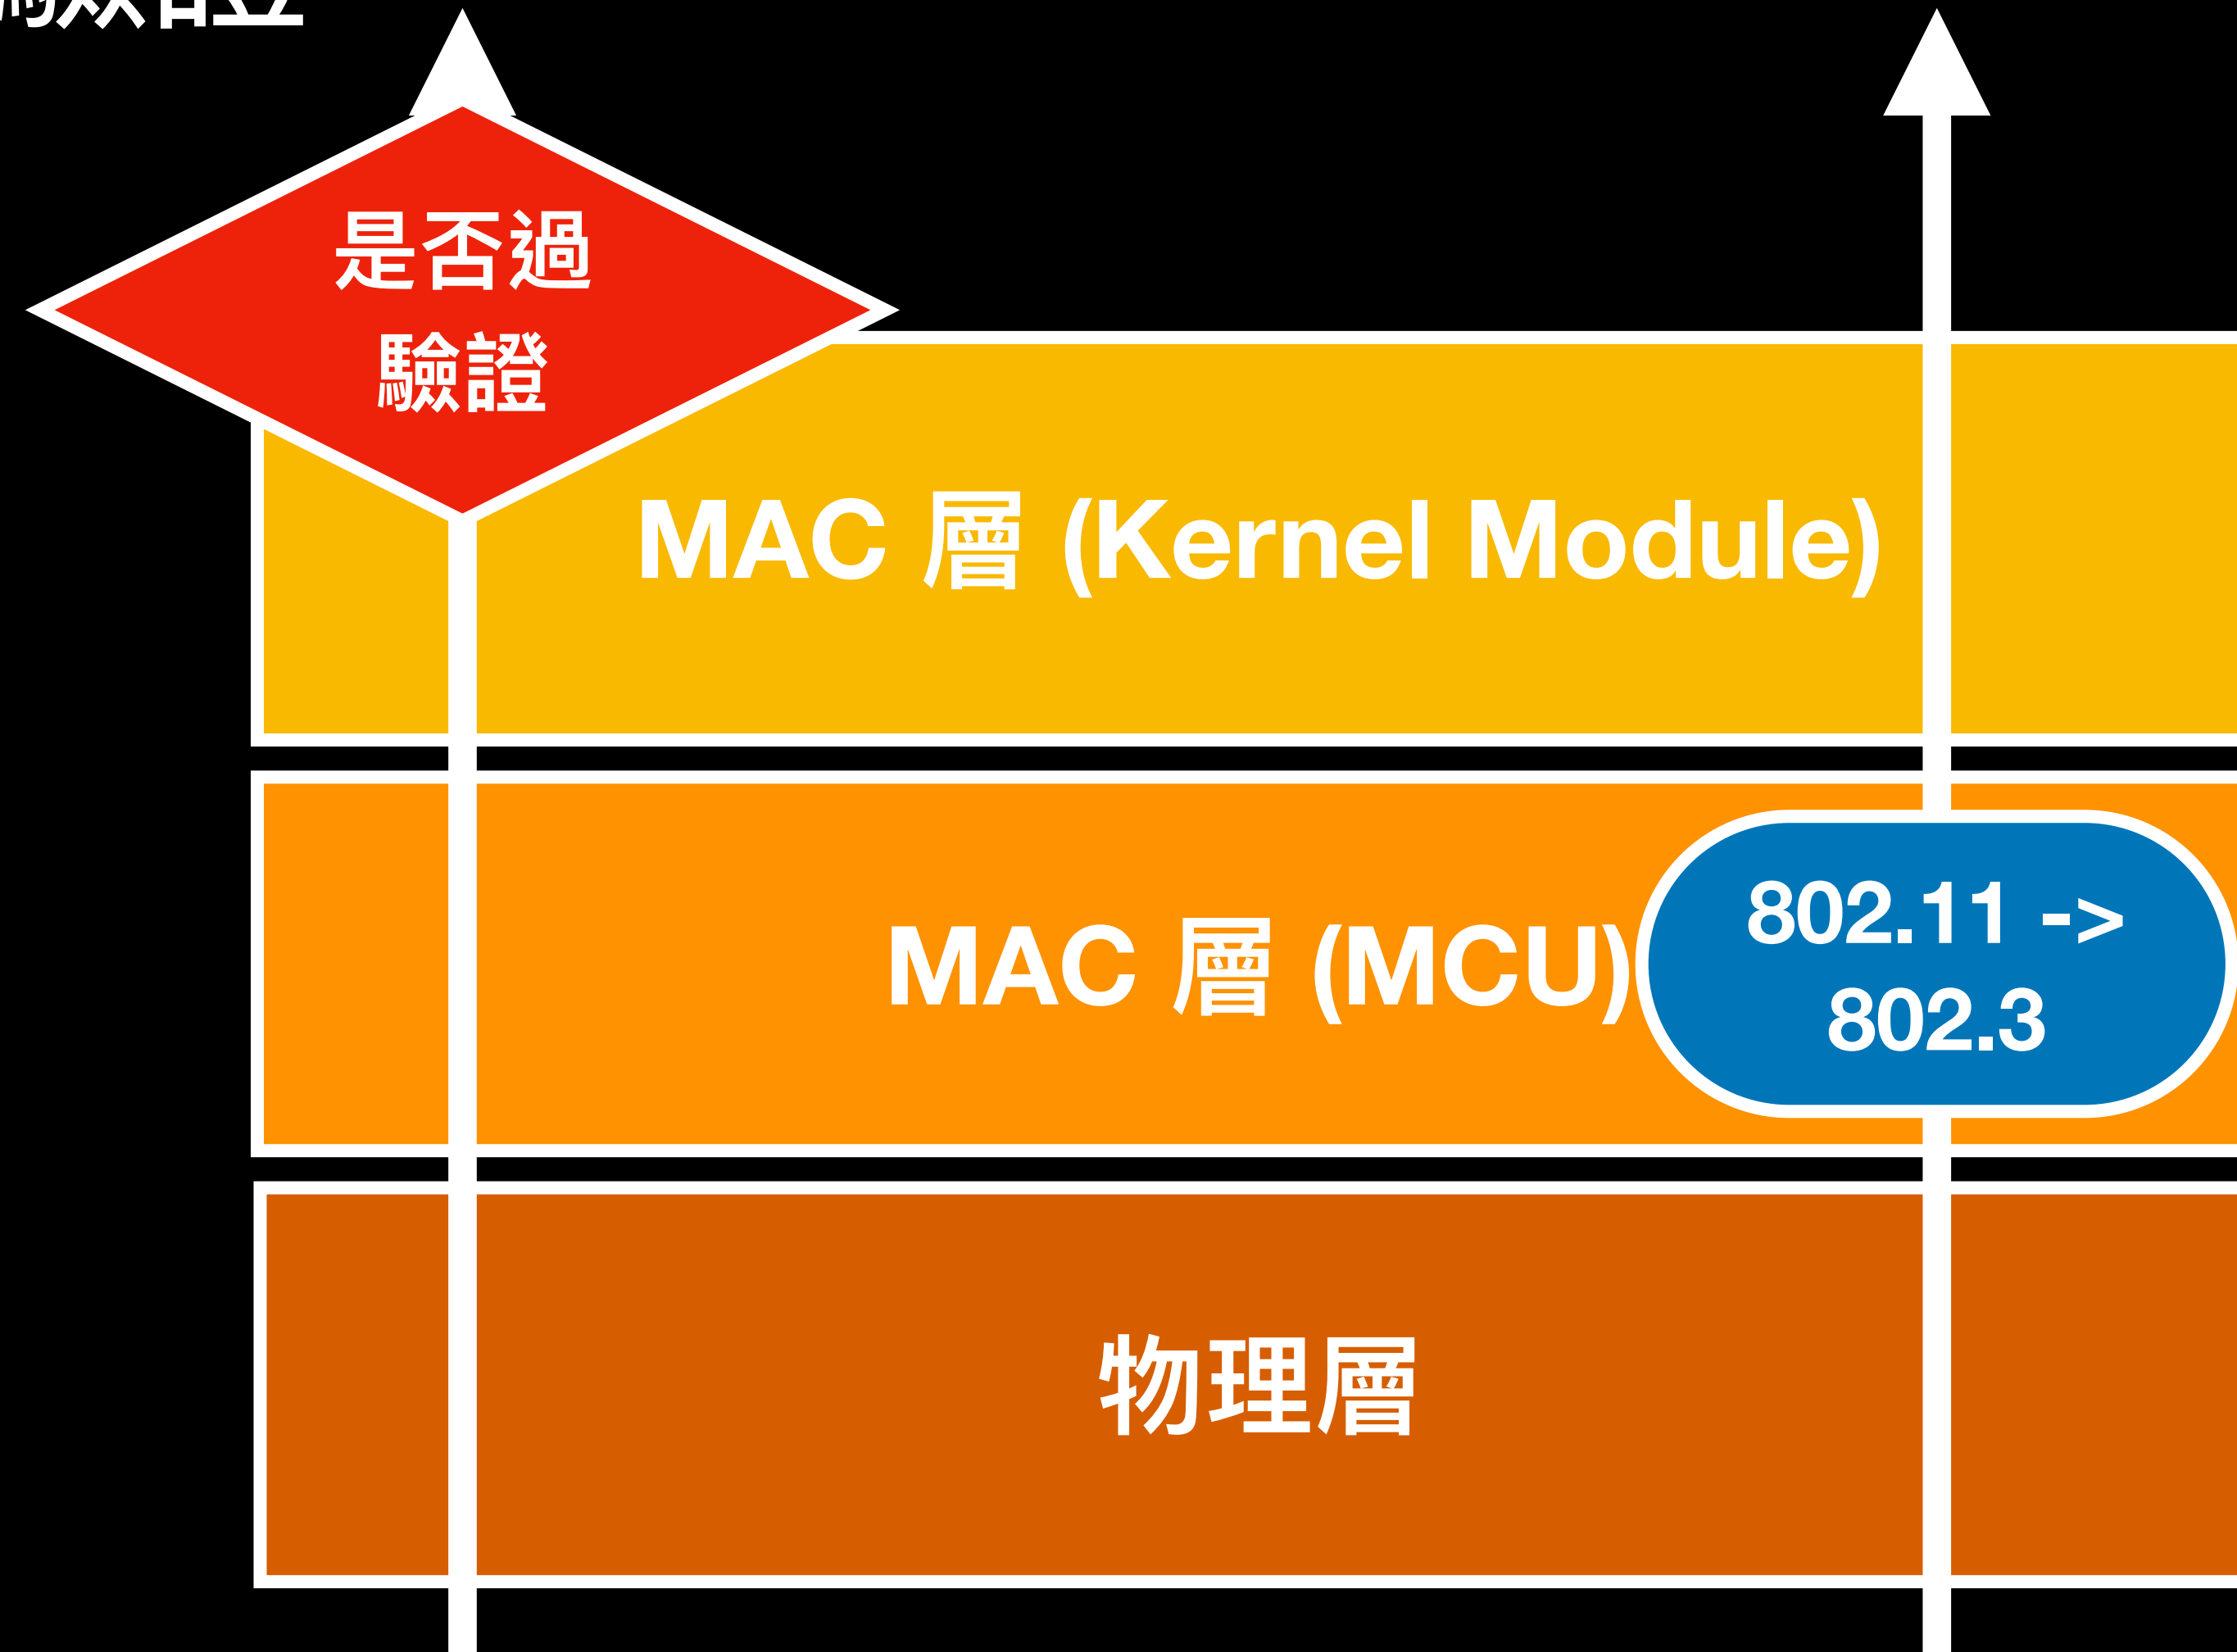 是否過
驗證
MAC 層 (Kernel Module)
MAC 層 (MCU)
802.11 ->
802.3
物理層